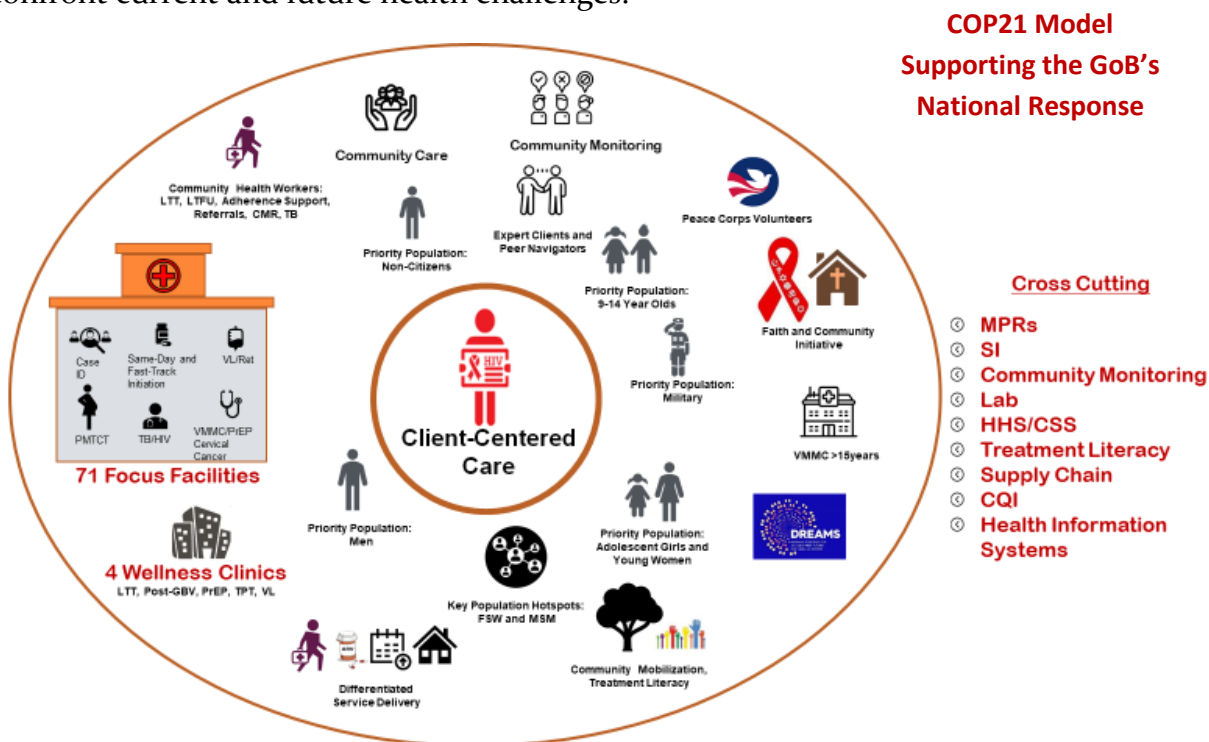 confront current and future health challenges.
COP21 Model
Supporting the GoB's
National Response
Community Care
Community Monitoring
Community Health Workers:
LTT, LTFU, Adherence Support,
Referrals, CMR, TB
Priority Population:
Non-Citizens
Expert Clients and
Peer Navigators
Peace Corps Volunteers
Priority Population:
9-14 Year Olds
Faith and Community
Initiative
Case
ID
Same-Day and
Fast-Track
Initiation
VL/Ret
PMTCT
TB/HIV
VMMC/PrEP
Cervical
Cancer
71 Focus Facilities
HIV
Client-Centered
Care
Priority Population:
Military
VMMC >15years
4 Wellness Clinics
LTT, Post-GBV, PrEP, TPT, VL
Priority Population:
Men
Priority Population:
Adolescent Girls and
Young Women
DREAMS
Key Population Hotspots:
FSW and MSM
Differentiated
Service Delivery
Community Mobilization,
Treatment Literacy
Cross Cutting
MPRs
SI
Community Monitoring
Lab
HHS/CSS
Treatment Literacy
Supply Chain
CQI
Health Information
Systems